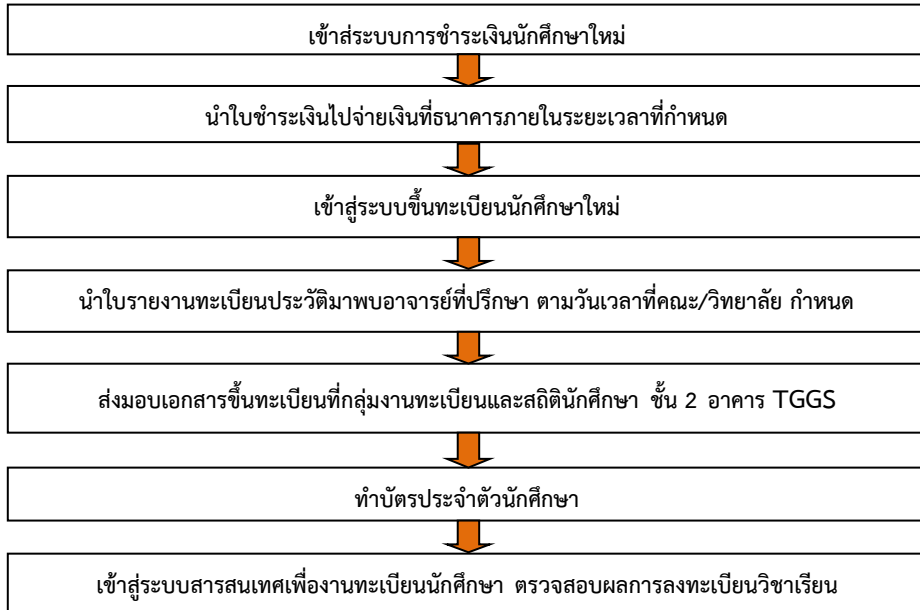 เข้าส่ระบบการชำระเงินนักศึกษาใหม่
นำใบชำระเงินไปจ่ายเงินที่ธนาคารภายในระยะเวลาที่กำหนด
เข้าสู่ระบบขึ้นทะเบียนนักศึกษาใหม่
นำใบรายงานทะเบียนประวัติมาพบอาจารย์ที่ปรึกษา ตามวันเวลาที่คณะ/วิทยาลัย กำหนด
ส่งมอบเอกสารขึ้นทะเบียนที่กลุ่มงานทะเบียนและสถิตินักศึกษา ชั้น 2 อาคาร TGGS
ทำบัตรประจำตัวนักศึกษา
เข้าสู่ระบบสารสนเทศเพื่องานทะเบียนนักศึกษา ตรวจสอบผลการลงทะเบียนวิชาเรียน